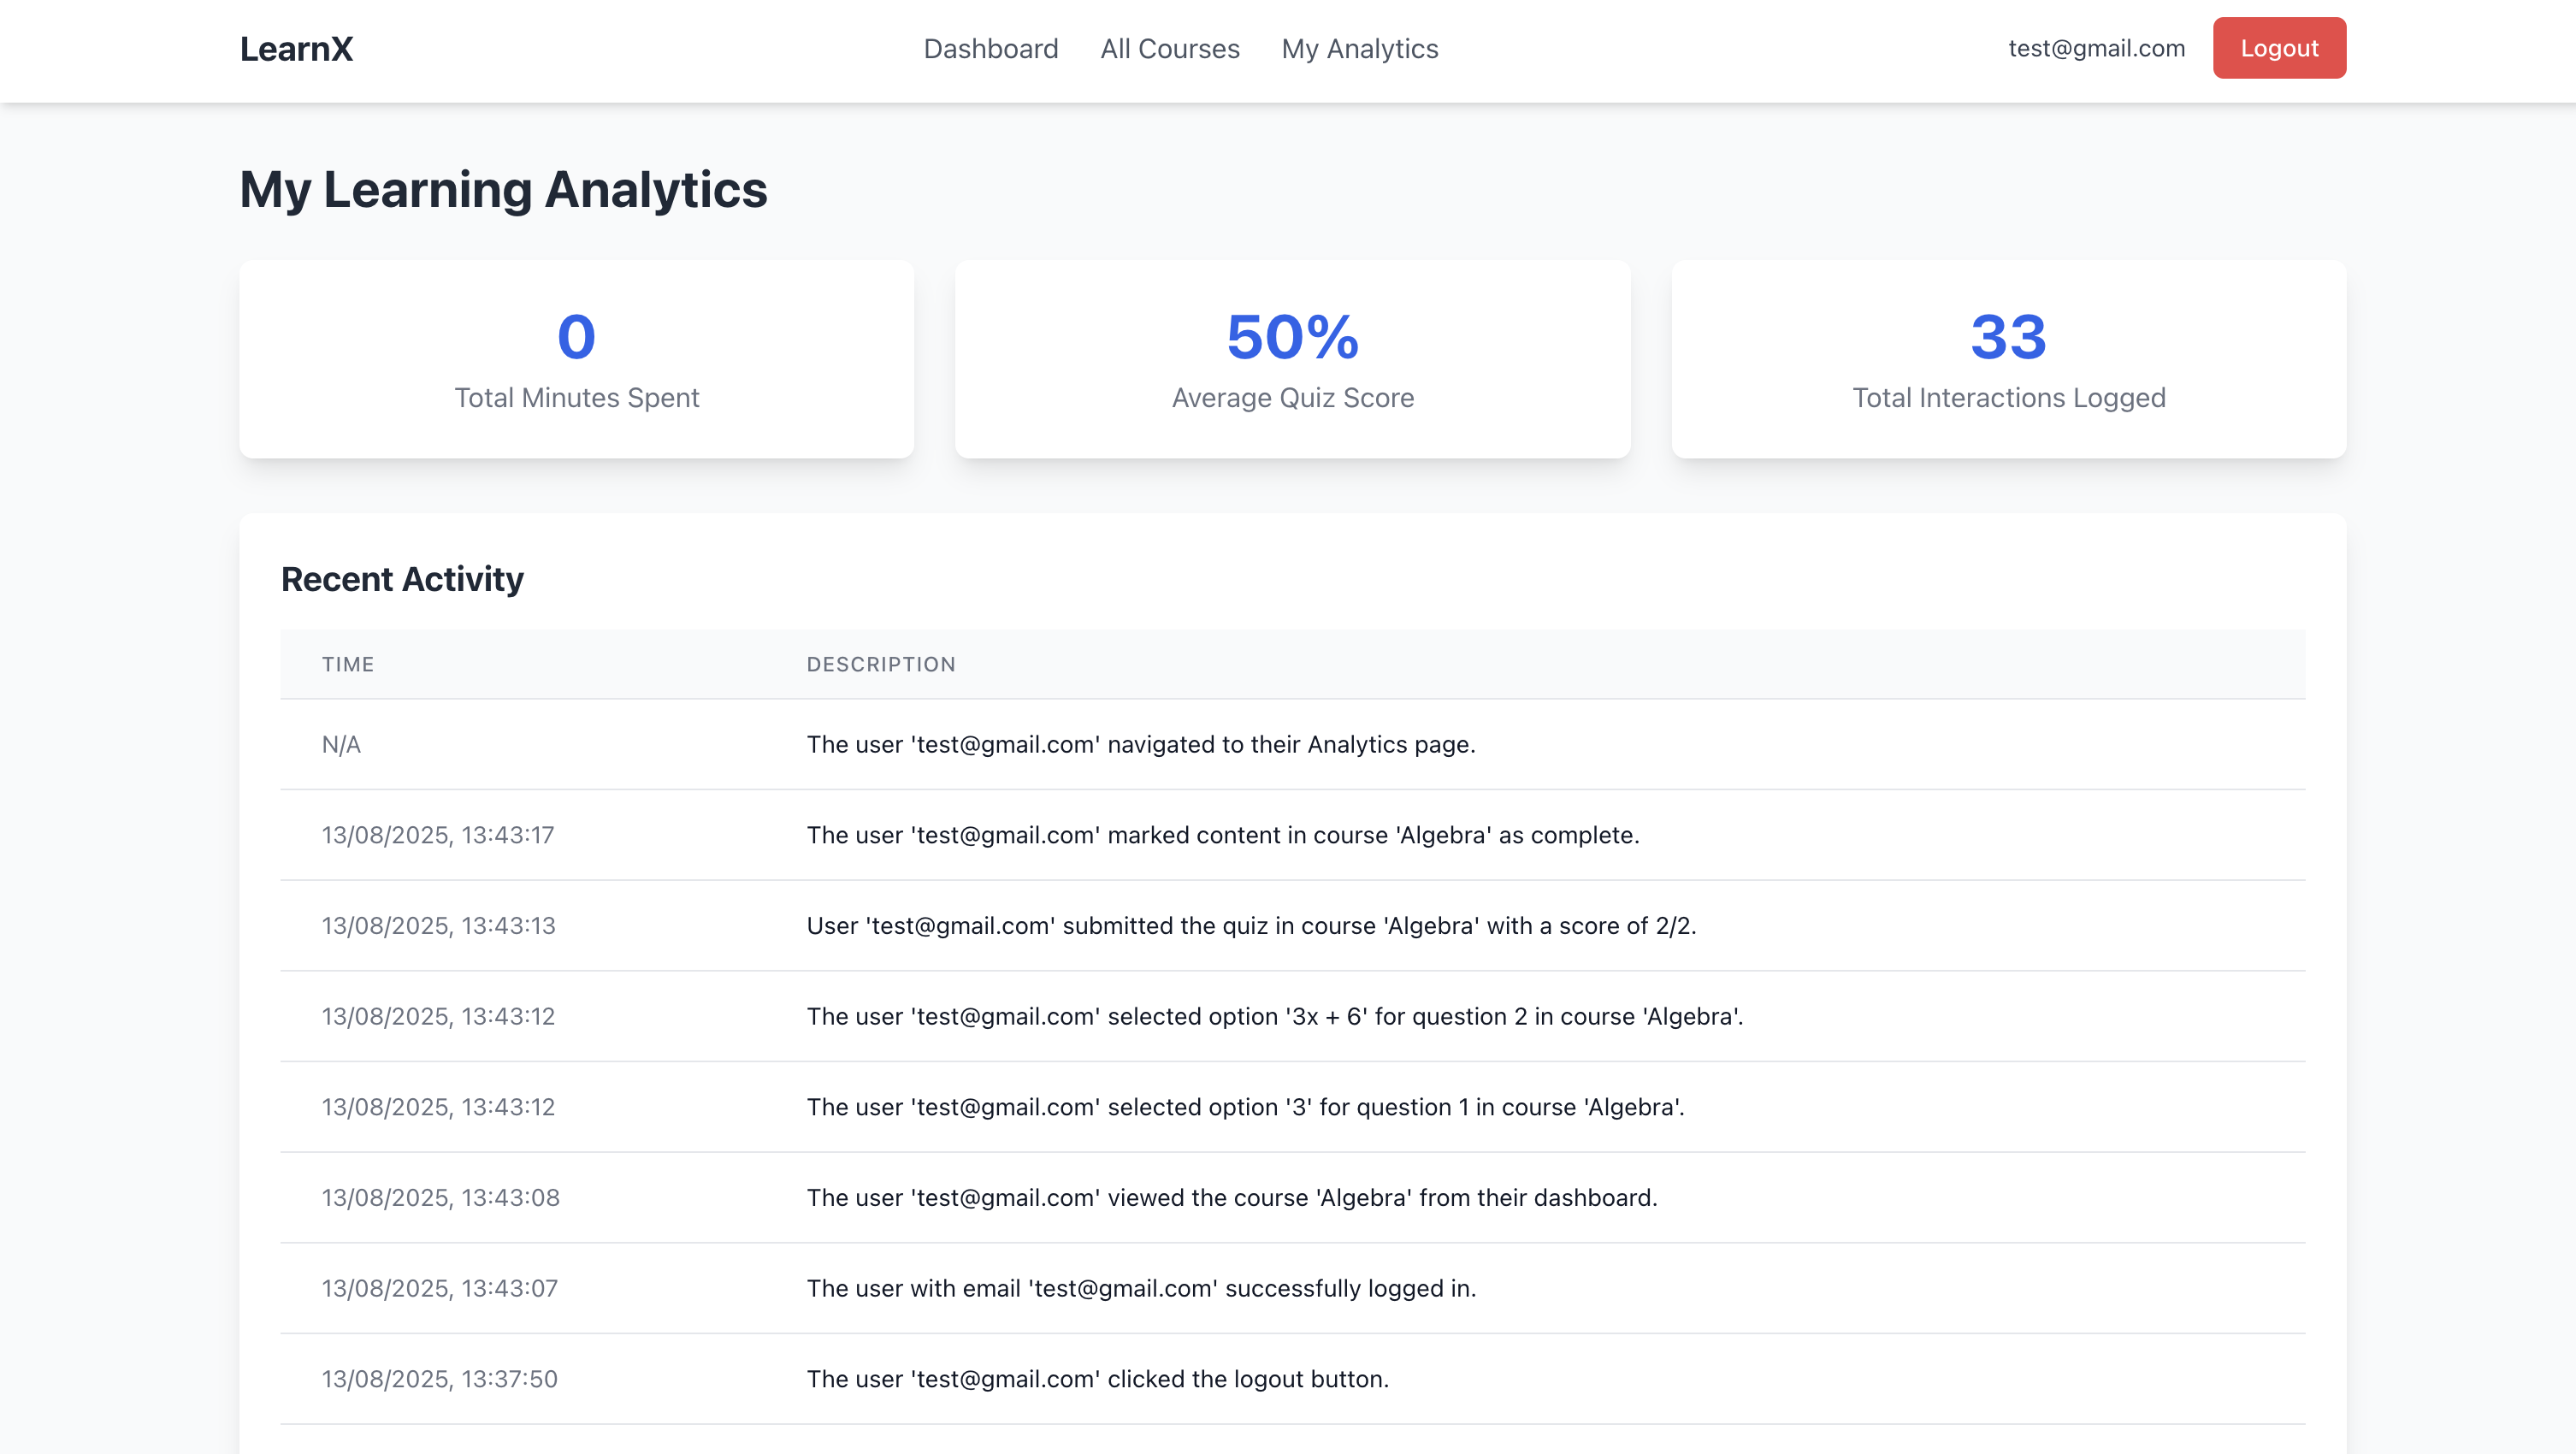 LearnX
Dashboard
All Courses
My Analytics
test@gmail.com
Logout
My Learning Analytics
0
Total Minutes Spent
50%
Average Quiz Score
33
Total Interactions Logged
Recent Activity
TIME DESCRIPTION
N/A The user 'test@gmail.com' navigated to their Analytics page.
13/08/2025, 13:43:17 The user 'test@gmail.com' marked content in course 'Algebra' as complete.
13/08/2025, 13:43:13 User 'test@gmail.com' submitted the quiz in course 'Algebra' with a score of 2/2.
13/08/2025, 13:43:12 The user 'test@gmail.com' selected option '3x + 6' for question 2 in course 'Algebra'.
13/08/2025, 13:43:12 The user 'test@gmail.com' selected option '3' for question 1 in course 'Algebra'.
13/08/2025, 13:43:08 The user 'test@gmail.com' viewed the course 'Algebra' from their dashboard.
13/08/2025, 13:43:07 The user with email 'test@gmail.com' successfully logged in.
13/08/2025, 13:37:50 The user 'test@gmail.com' clicked the logout button.